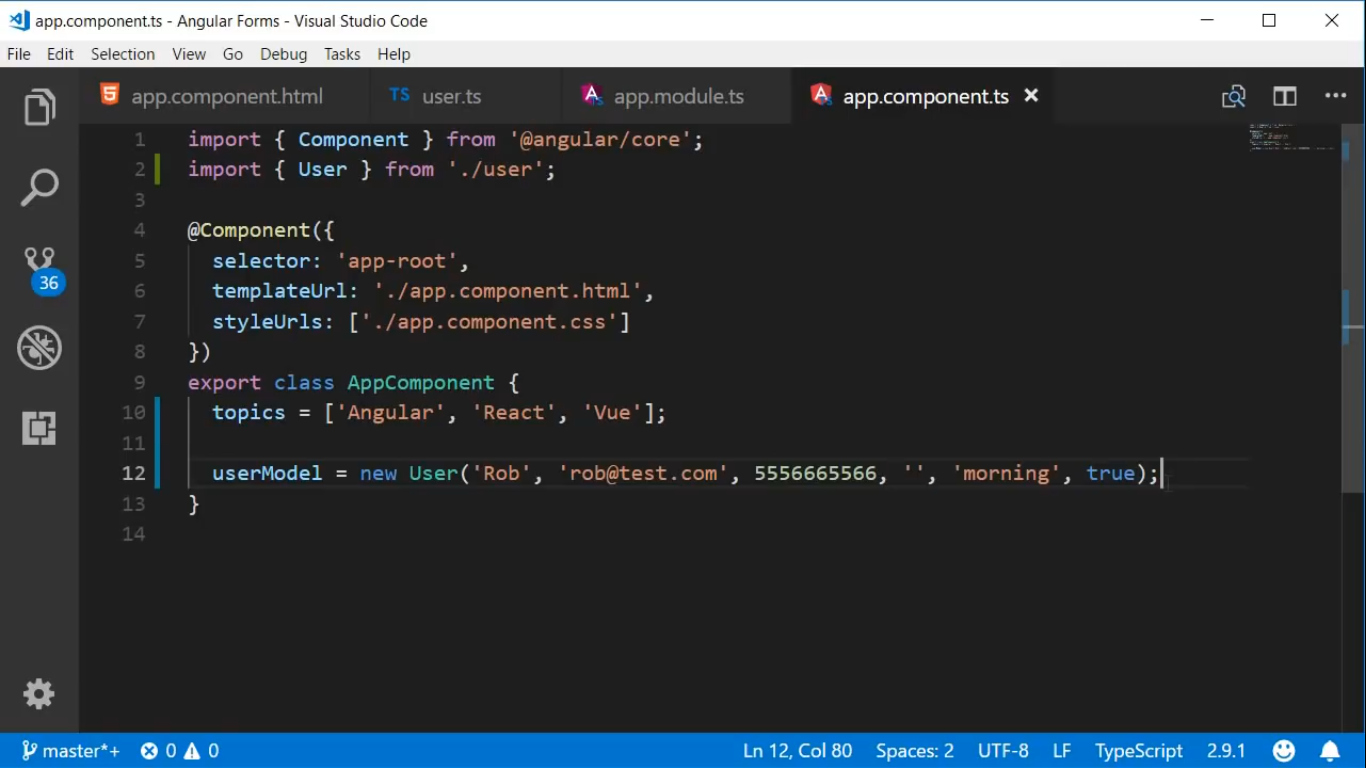 app.component.ts - Angular Forms - Visual Studio Code
File Edit Selection View Go Debug Tasks Help
app.component.html TS user.ts app.module.ts app.component.ts
1 import { Component } from '@angular/core';
2 import { User } from './user';
3
4 @Component({
5 selector: 'app-root',
6 templateUrl: './app.component.html',
7 styleUrls: ['./app.component.css']
8 })
9 export class AppComponent {
10 topics = ['Angular', 'React', 'Vue'];
11
12 userModel = new User('Rob', 'rob@test.com', 5556665566, '', 'morning', true);
13 }
14
36
master*+ 0 0 Ln 12, Col 80 Spaces: 2 UTF-8 LF TypeScript 2.9.1